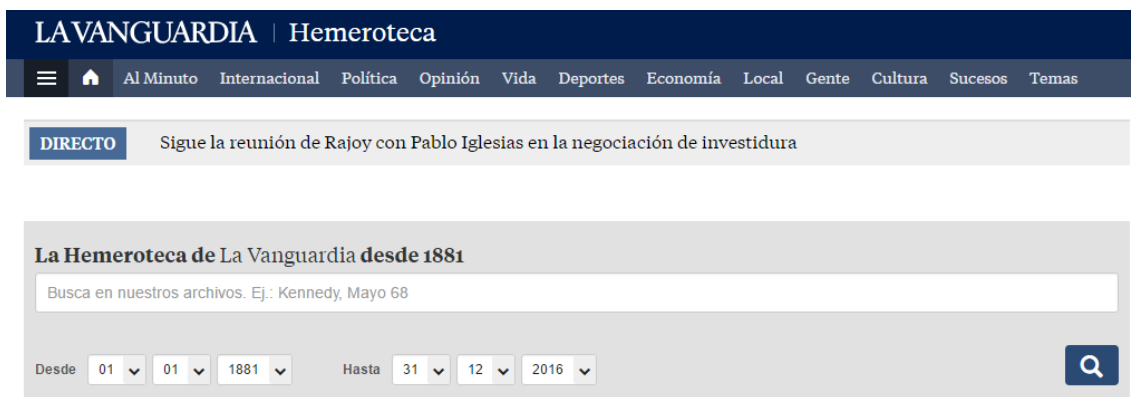 LA VANGUARDIA | Hemeroteca
Al Minuto Internacional Política Opinión Vida Deportes Economía Local Gente Cultura Sucesos Temas
DIRECTO Sigue la reunión de Rajoy con Pablo Iglesias en la negociación de investidura
La Hemeroteca de La Vanguardia desde 1881
Busca en nuestros archivos. Ej.: Kennedy, Mayo 68
Desde 01 01 1881 Hasta 31 12 2016